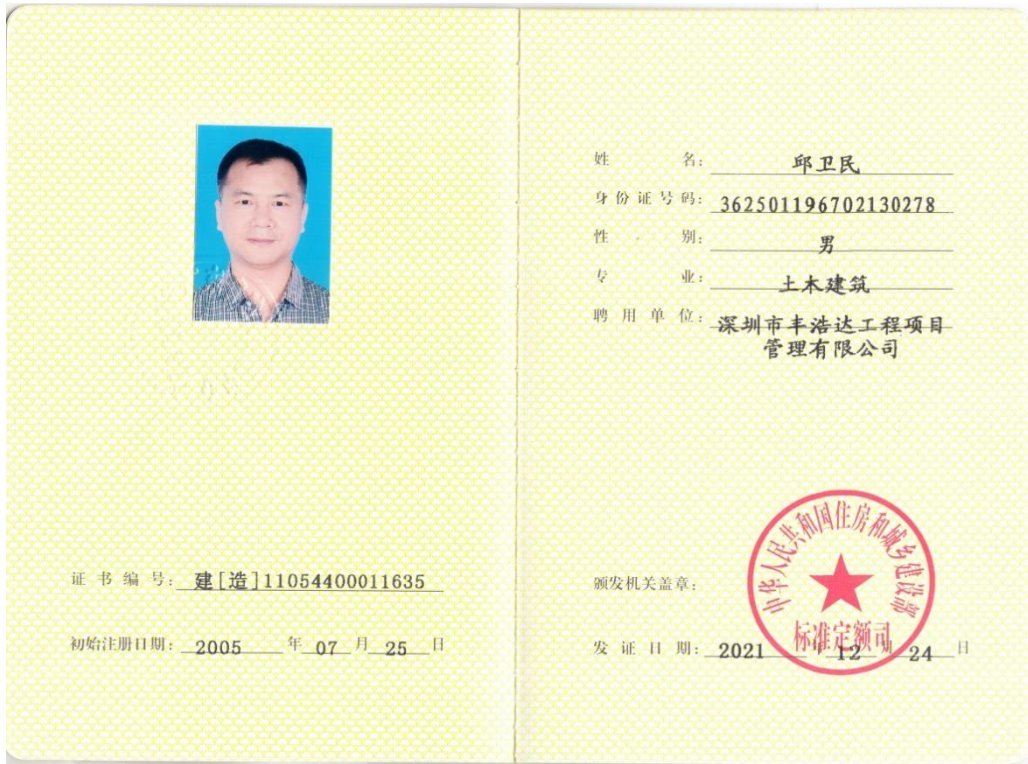 证书编号: 建[造]11054400011635
初始注册日期: 2005 年 07 月 25 日
姓名: 邱卫民
身份证号码: 362501196702130278
性别: 男
专业: 土木建筑
聘用单位: 深圳市丰浩达工程项目
管理有限公司
颁发机关盖章:
中华人民共和国住房和城乡建设部
标准定额司
发证日期: 2021 年 12 月 24 日